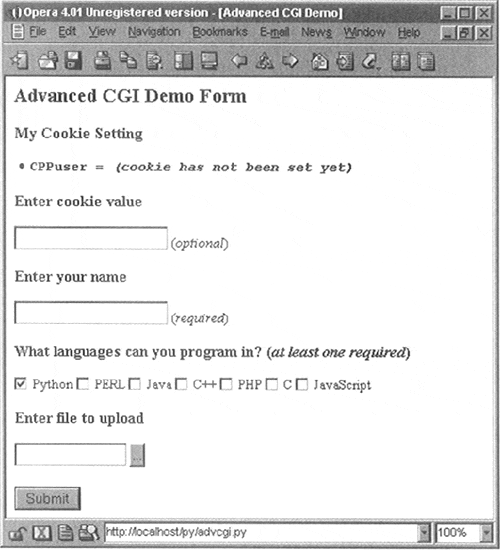 Opera 4.01 Unregistered version - [Advanced CGI Demo]
File Edit View Navigation Bookmarks E-mail News Window Help
Advanced CGI Demo Form
My Cookie Setting
• CPPuser = (cookie has not been set yet)
Enter cookie value
(optional)
Enter your name
(required)
What languages can you program in? (at least one required)
Python PERL Java C++ PHP C JavaScript
Enter file to upload
...
Submit
http://localhost/py/advcgi.py 100%